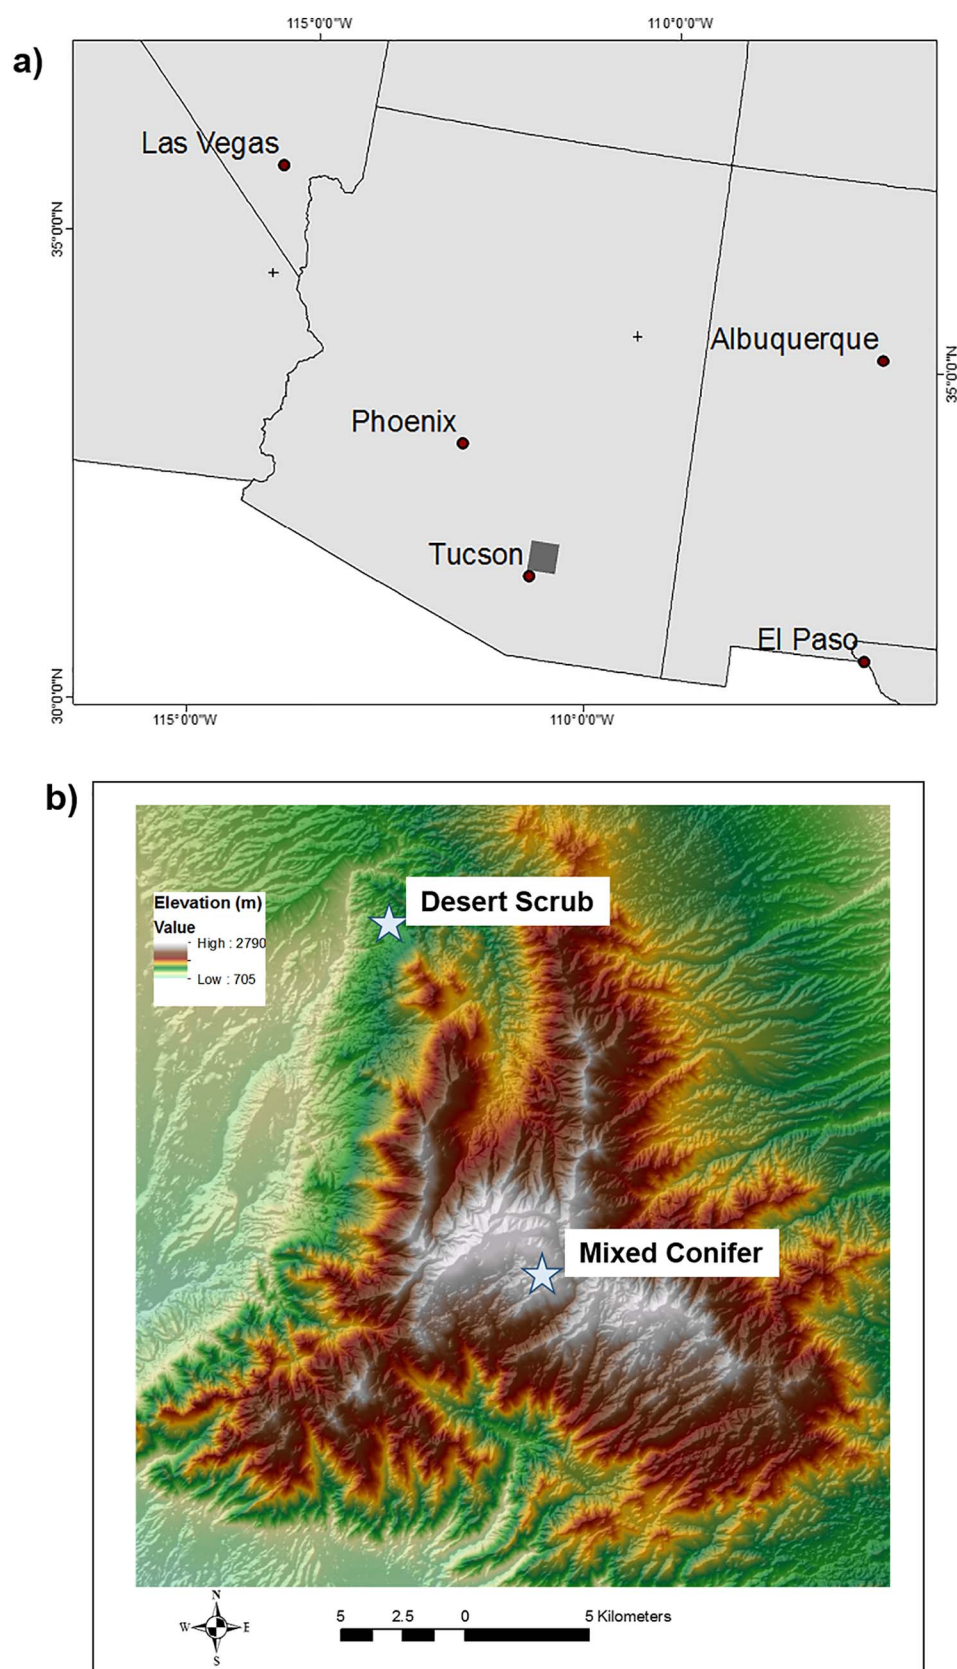 115°0'0"W 110°0'0"W
a)
Las Vegas
35°0'0"N
Albuquerque
35°0'0"N
Phoenix
Tucson
El Paso
30°0'0"N
115°0'0"W 110°0'0"W
b)
Desert Scrub
Elevation (m)
Value
High : 2790
Low : 705
Mixed Conifer
N
W E
S
5 2.5 0 5 Kilometers